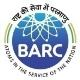 राष्ट्र की सेवा में परमाणु
BARC
ATOMS IN THE SERVICE OF THE NATION